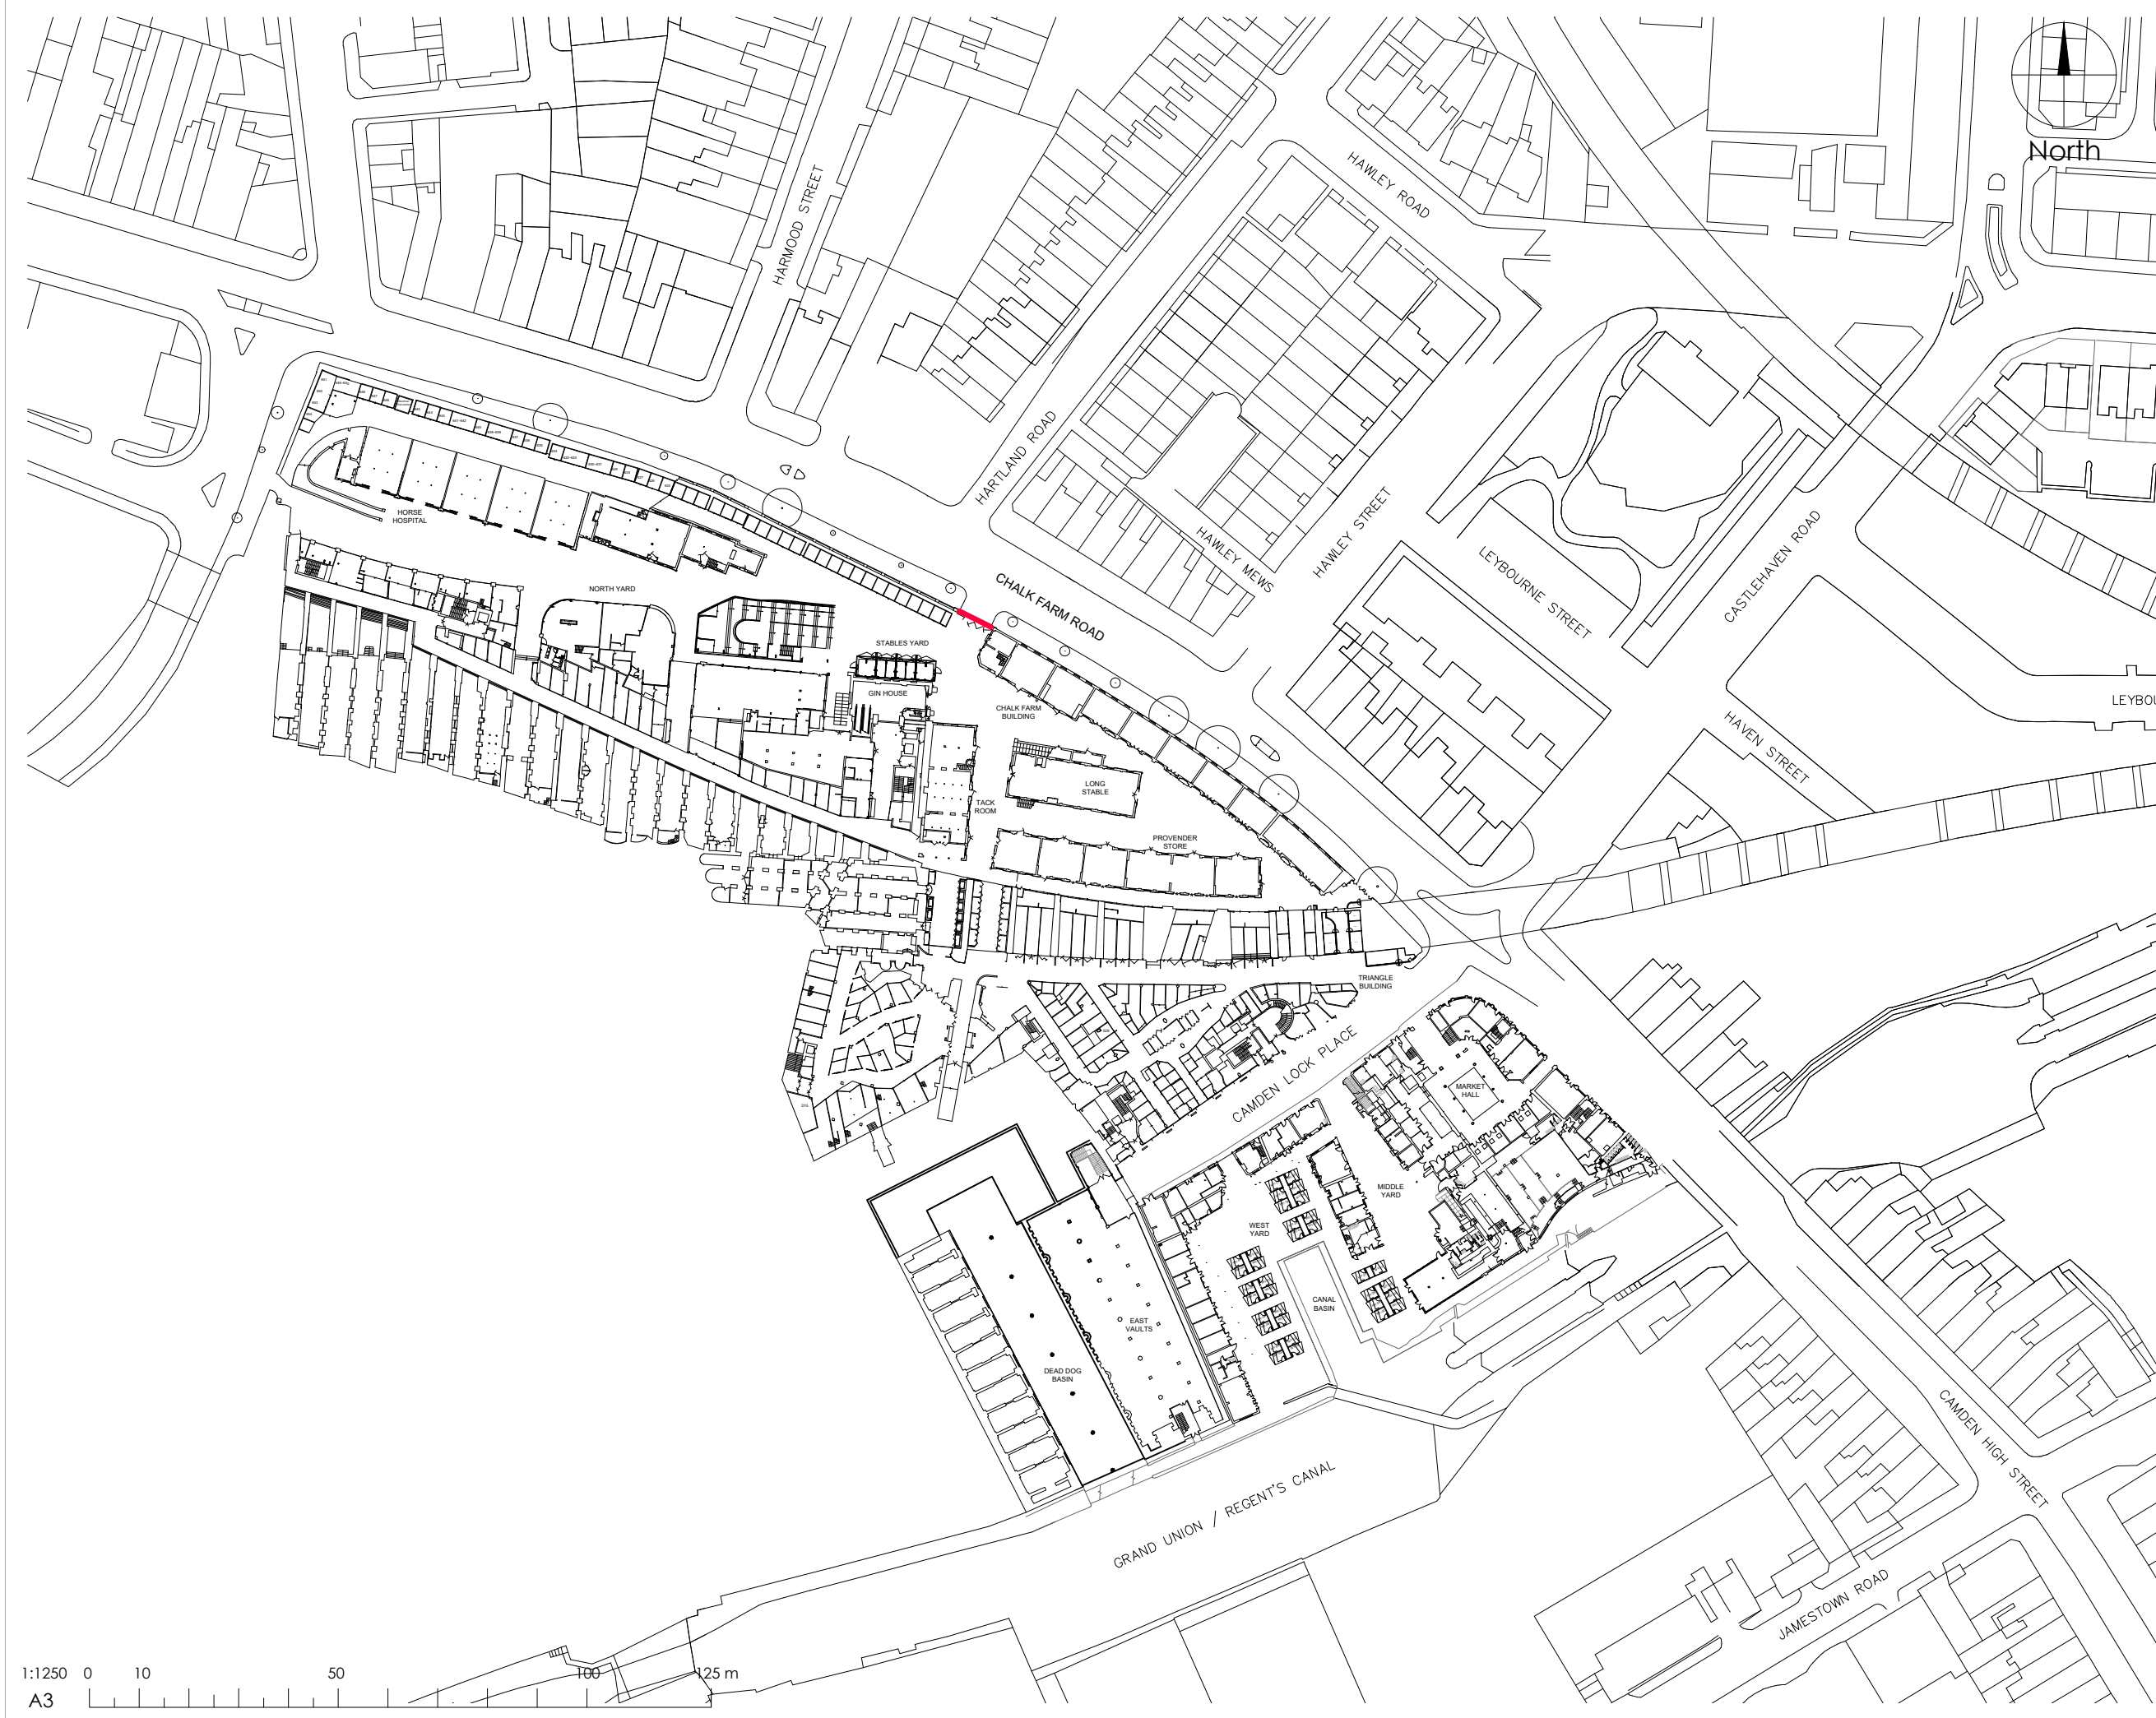 North
HAWLEY ROAD
HARMOOD STREET
HARTLAND ROAD
HAWLEY MEWS
HAWLEY STREET
LEYBOURNE STREET
CASTLEHAVEN ROAD
HORSE
HOSPITAL
NORTH YARD
CHALK FARM ROAD
STABLES YARD
GIN HOUSE
CHALK FARM
BUILDING
LEYBOU
HAVEN STREET
LONG
STABLE
TACK
ROOM
PROVENDER
STORE
TRIANGLE
BUILDING
CAMDEN LOCK PLACE
MARKET
HALL
MIDDLE
YARD
WEST
YARD
CANAL
BASIN
EAST
VAULTS
DEAD DOG
BASIN
CAMDEN HIGH STREET
GRAND UNION / REGENT'S CANAL
JAMESTOWN ROAD
1:1250 0 10 50 100 125 m
A3